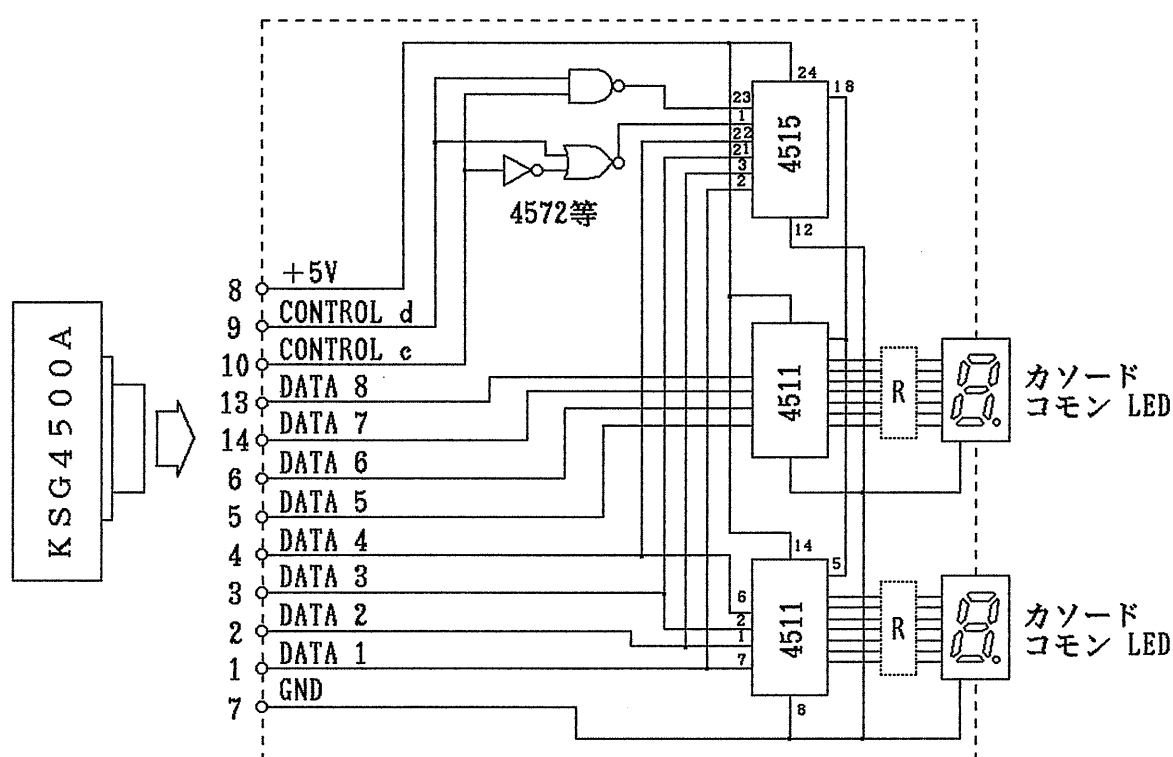 24
18
23
1
22
21
3
2
4515
12
4572等
8 +5V
9 CONTROL d
10 CONTROL c
13 DATA 8
14 DATA 7
6 DATA 6
5 DATA 5
4 DATA 4
3 DATA 3
2 DATA 2
1 DATA 1
7 GND
KSG4500A
4511
R
カソード
コモン LED
14
5
6
2
1
7
4511
8
R
カソード
コモン LED